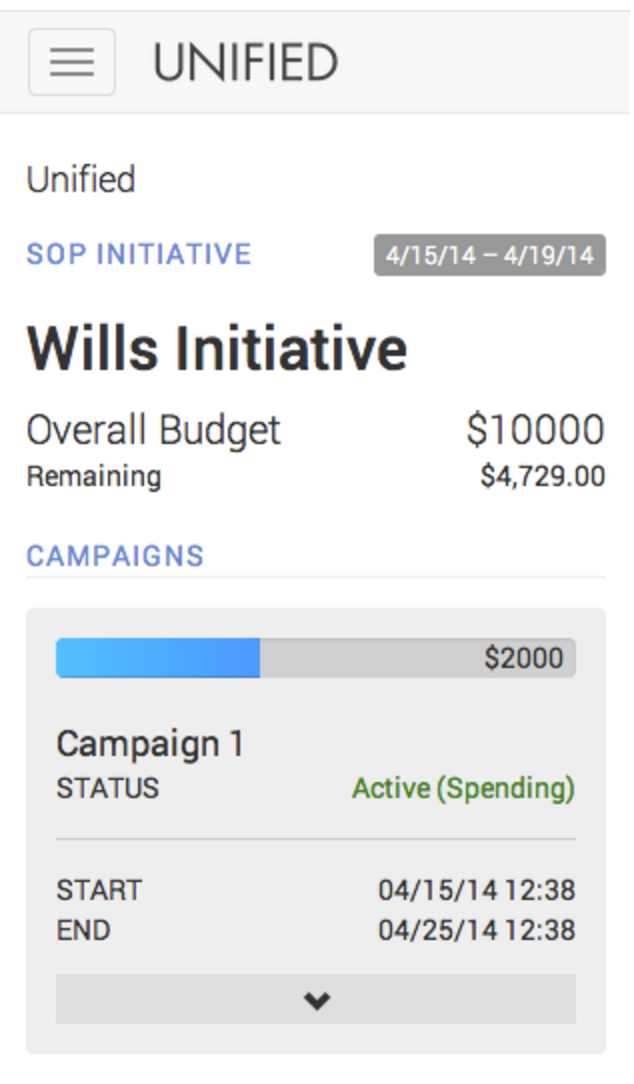 UNIFIED
Unified
SOP INITIATIVE 4/15/14 – 4/19/14
Wills Initiative
Overall Budget $10000
Remaining $4,729.00
CAMPAIGNS
$2000
Campaign 1
STATUS Active (Spending)
START 04/15/14 12:38
END 04/25/14 12:38